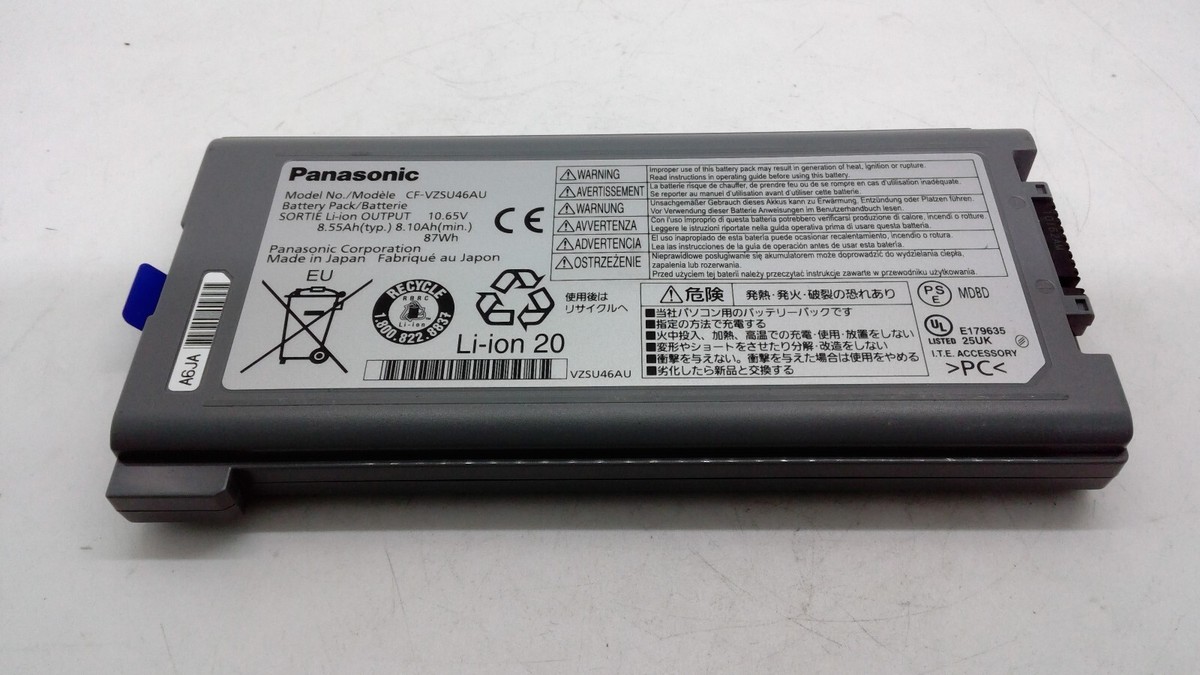 Panasonic
Model No./Modèle CF-VZSU46AU
Battery Pack/Batterie
SORTIE Li-ion OUTPUT 10.65V
8.55Ah(typ.) 8.10Ah(min.)
87Wh
Panasonic Corporation
Made in Japan Fabriqué au Japon
CE
EU
RECYCLE
RBRC
Li-ion
1.800.822.8837
使用後は
リサイクルへ
Li-ion 20
VZSU46AU
A6JA
WARNING
Improper use of this battery pack may result in generation of heat, ignition or rupture.
Read instructions in operating guide before using this battery.
AVERTISSEMENT
La batterie risque de chauffer, de prendre feu ou de se rompre en cas d'utilisation inadéquate.
Se reporter au manuel d'utilisation avant d'utiliser cette batterie.
WARNUNG
Unsachgemäßer Gebrauch dieses Akkus kann zu Erwärmung, Entzündung oder Platzen führen.
Vor Verwendung dieser Batterie Anweisungen im Benutzerhandbuch lesen.
AVVERTENZA
Con l'uso improprio di questa batteria potrebbero verificarsi produzione di calore, incendi o rotture.
Leggere le istruzioni riportate nella guida operativa prima di usare questa batteria.
ADVERTENCIA
El uso inapropiado de esta batería puede ocasionar recalentamiento, incendio o rotura.
Lea las instrucciones de la guía de operación antes de usar esta batería.
OSTRZEŻENIE
Nieprawidłowe posługiwanie się akumulatorem może doprowadzić do wydzielania ciepła,
zapalenia lub rozerwania.
Przed użyciem tej baterii należy przeczytać instrukcje zawarte w przewodniku użytkowania.
危険
発熱・発火・破裂の恐れあり
■当社パソコン用のバッテリーパックです
■指定の方法で充電する
■火中投入、加熱、高温での充電・使用・放置をしない
■変形やショートをさせたり分解・改造をしない
■衝撃を与えない。衝撃を与えた場合は使用をやめる
■劣化したら新品と交換する
PS
E
MDBD
UL
LISTED
E179635
25UK
I.T.E. ACCESSORY
>PC<